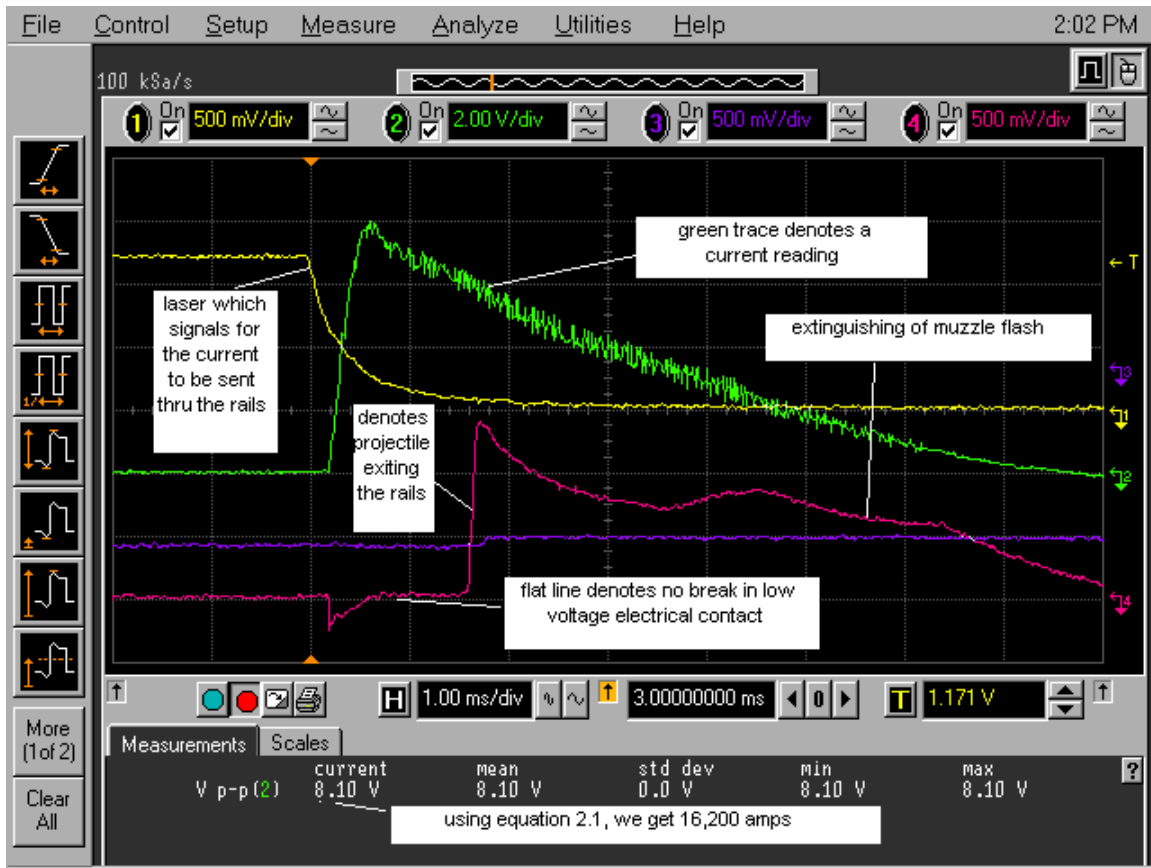 File Control Setup Measure Analyze Utilities Help 2:02 PM
100 kSa/s
1 On 500 mV/div 2 On 2.00 V/div 3 On 500 mV/div 4 On 500 mV/div
green trace denotes a
current reading
T
laser which
signals for
the current
to be sent
thru the rails
extinguishing of muzzle flash
3
1
denotes
projectile
exiting
the rails
2
flat line denotes no break in low
voltage electrical contact
4
1/
H 1.00 ms/div 3.00000000 ms 0 T 1.171 V
More
(1of 2)
Clear
All
Measurements Scales
?
current mean std dev min max
V p-p(2) 8.10 V 8.10 V 0.0 V 8.10 V 8.10 V
using equation 2.1, we get 16,200 amps